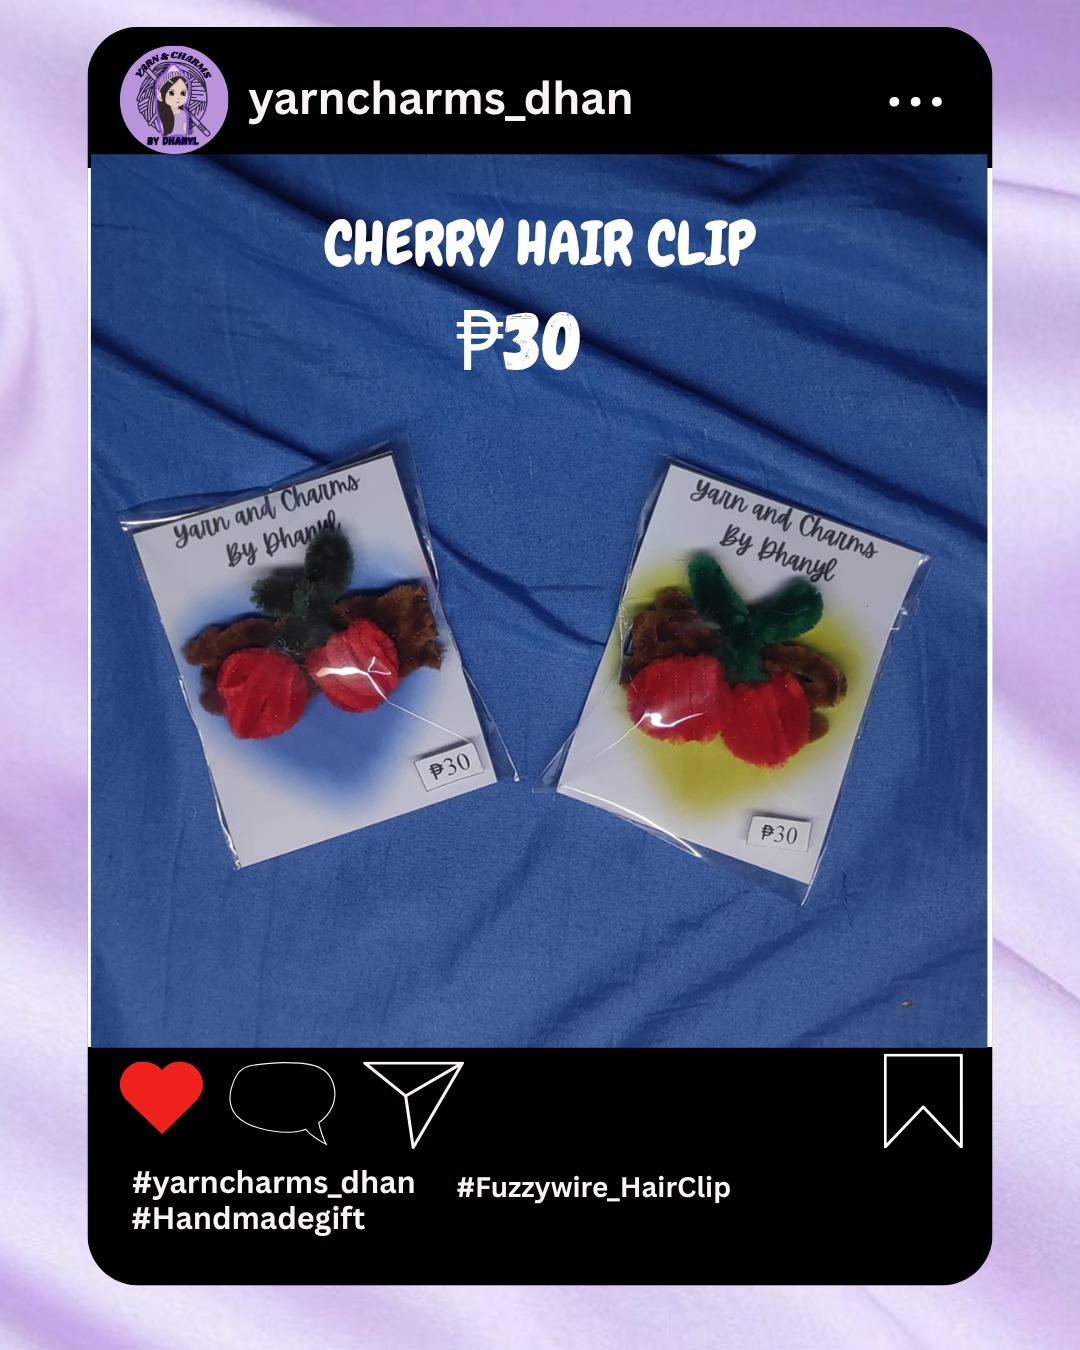 YARN & CHARMS
BY DHANYL
yarncharms_dhan
CHERRY HAIR CLIP
₱30
Yarn and Charms
By Dhanyl
₱30
Yarn and Charms
By Dhanyl
₱30
#yarncharms_dhan #Fuzzywire_HairClip
#Handmadegift